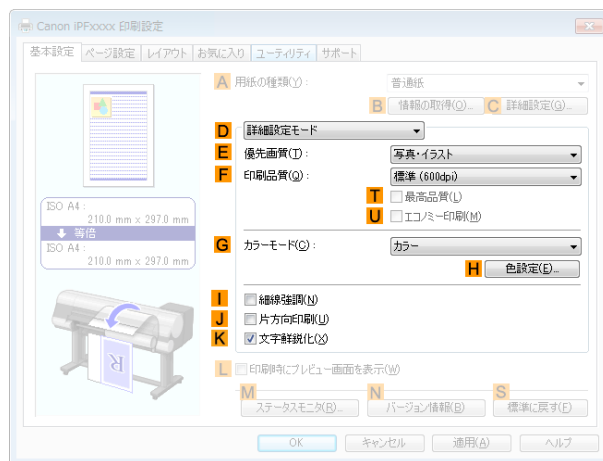 Canon iPFxxxx 印刷設定
基本設定 ページ設定 レイアウト お気に入り ユーティリティ サポート
A 用紙の種類(Y): 普通紙
B 情報の取得(O)... C 詳細設定(G)...
D 詳細設定モード
E 優先画質(T): 写真・イラスト
F 印刷品質(Q): 標準 (600dpi)
T 最高品質(L)
U エコノミー印刷(M)
ISO A4:
210.0 mm x 297.0 mm
等倍
ISO A4:
210.0 mm x 297.0 mm
G カラーモード(C): カラー
H 色設定(E)...
I 細線強調(N)
J 片方向印刷(U)
K 文字鮮鋭化(X)
R
L 印刷時にプレビュー画面を表示(W)
M N S
ステータスモニタ(R)... バージョン情報(B) 標準に戻す(F)
OK キャンセル 適用(A) ヘルプ